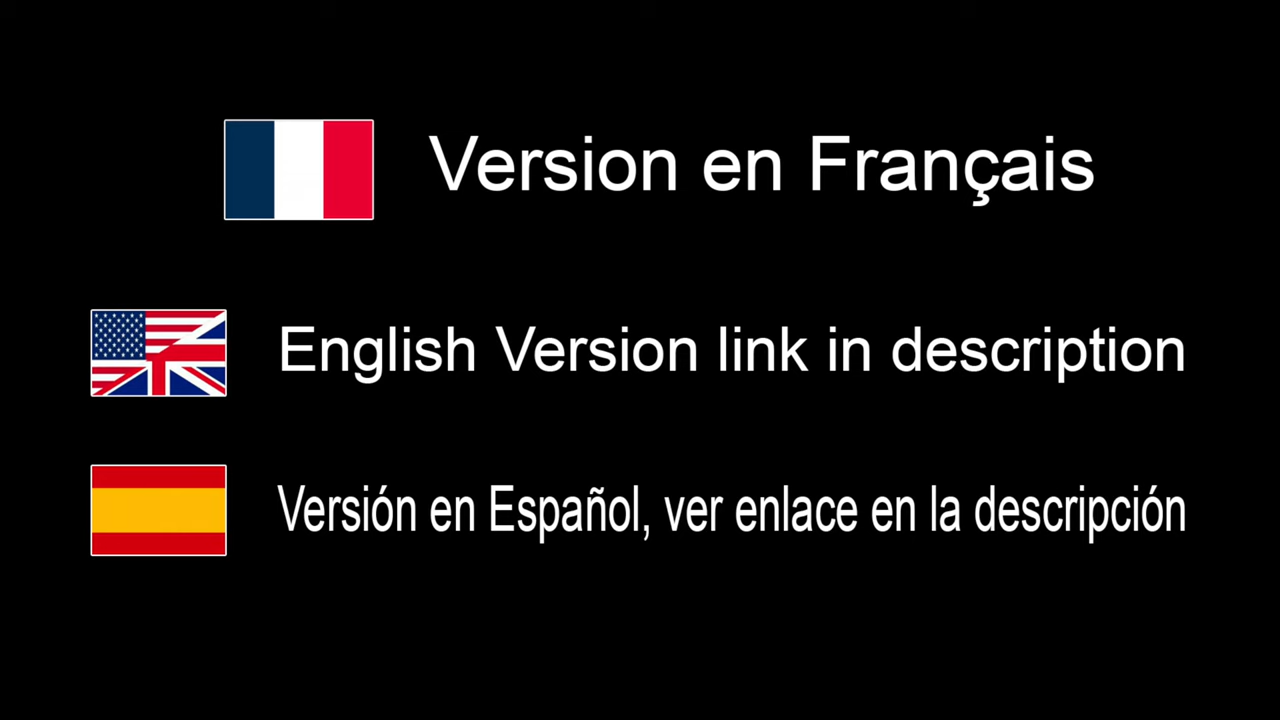 Version en Français
English Version link in description
Versión en Español, ver enlace en la descripción